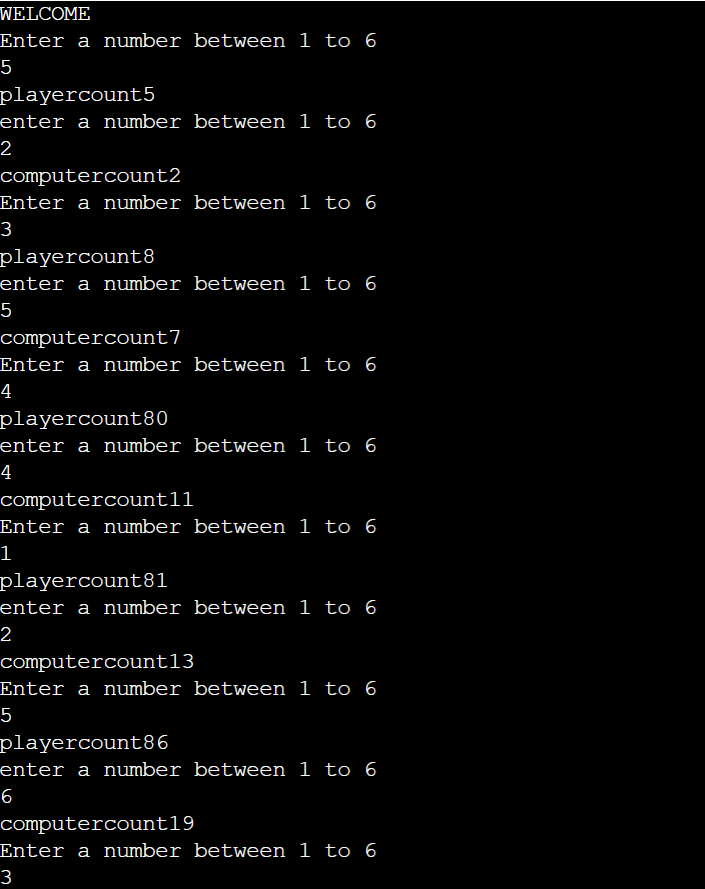 WELCOME
Enter a number between 1 to 6
5
playercount5
enter a number between 1 to 6
2
computercount2
Enter a number between 1 to 6
3
playercount8
enter a number between 1 to 6
5
computercount7
Enter a number between 1 to 6
4
playercount80
enter a number between 1 to 6
4
computercount11
Enter a number between 1 to 6
1
playercount81
enter a number between 1 to 6
2
computercount13
Enter a number between 1 to 6
5
playercount86
enter a number between 1 to 6
6
computercount19
Enter a number between 1 to 6
3